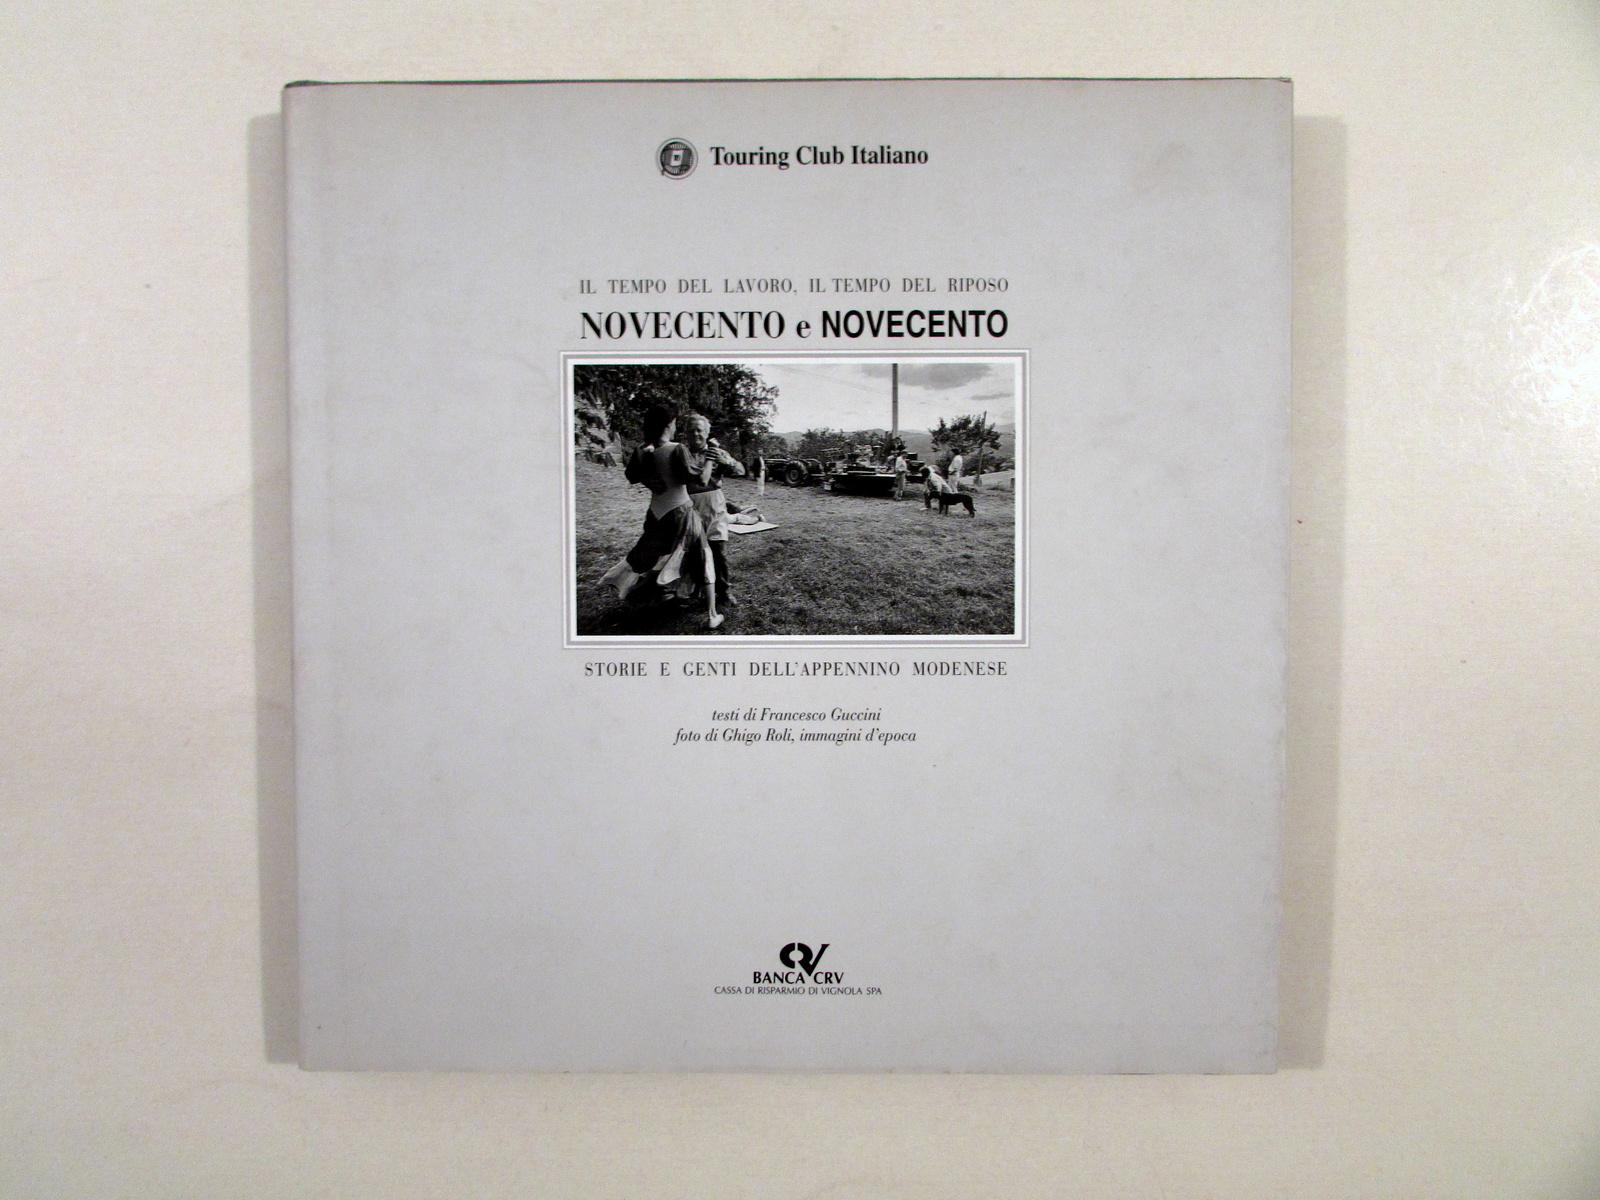 Touring Club Italiano
IL TEMPO DEL LAVORO, IL TEMPO DEL RIPOSO
NOVECENTO e NOVECENTO
STORIE E GENTI DELL'APPENNINO MODENESE
testi di Francesco Guccini
foto di Ghigo Roli, immagini d'epoca
BANCA CRV
CASSA DI RISPARMIO DI VIGNOLA SPA